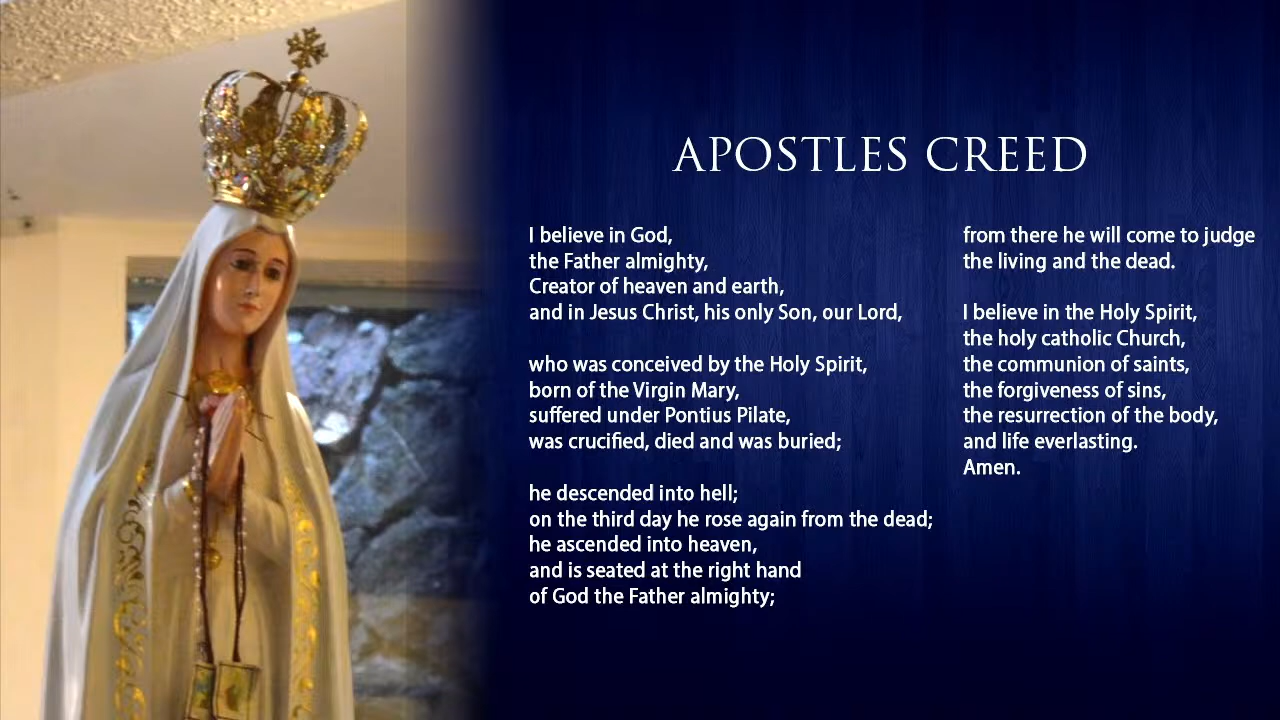 APOSTLES CREED
I believe in God,
the Father almighty,
Creator of heaven and earth,
and in Jesus Christ, his only Son, our Lord,
who was conceived by the Holy Spirit,
born of the Virgin Mary,
suffered under Pontius Pilate,
was crucified, died and was buried;
he descended into hell;
on the third day he rose again from the dead;
he ascended into heaven,
and is seated at the right hand
of God the Father almighty;
from there he will come to judge
the living and the dead.
I believe in the Holy Spirit,
the holy catholic Church,
the communion of saints,
the forgiveness of sins,
the resurrection of the body,
and life everlasting.
Amen.